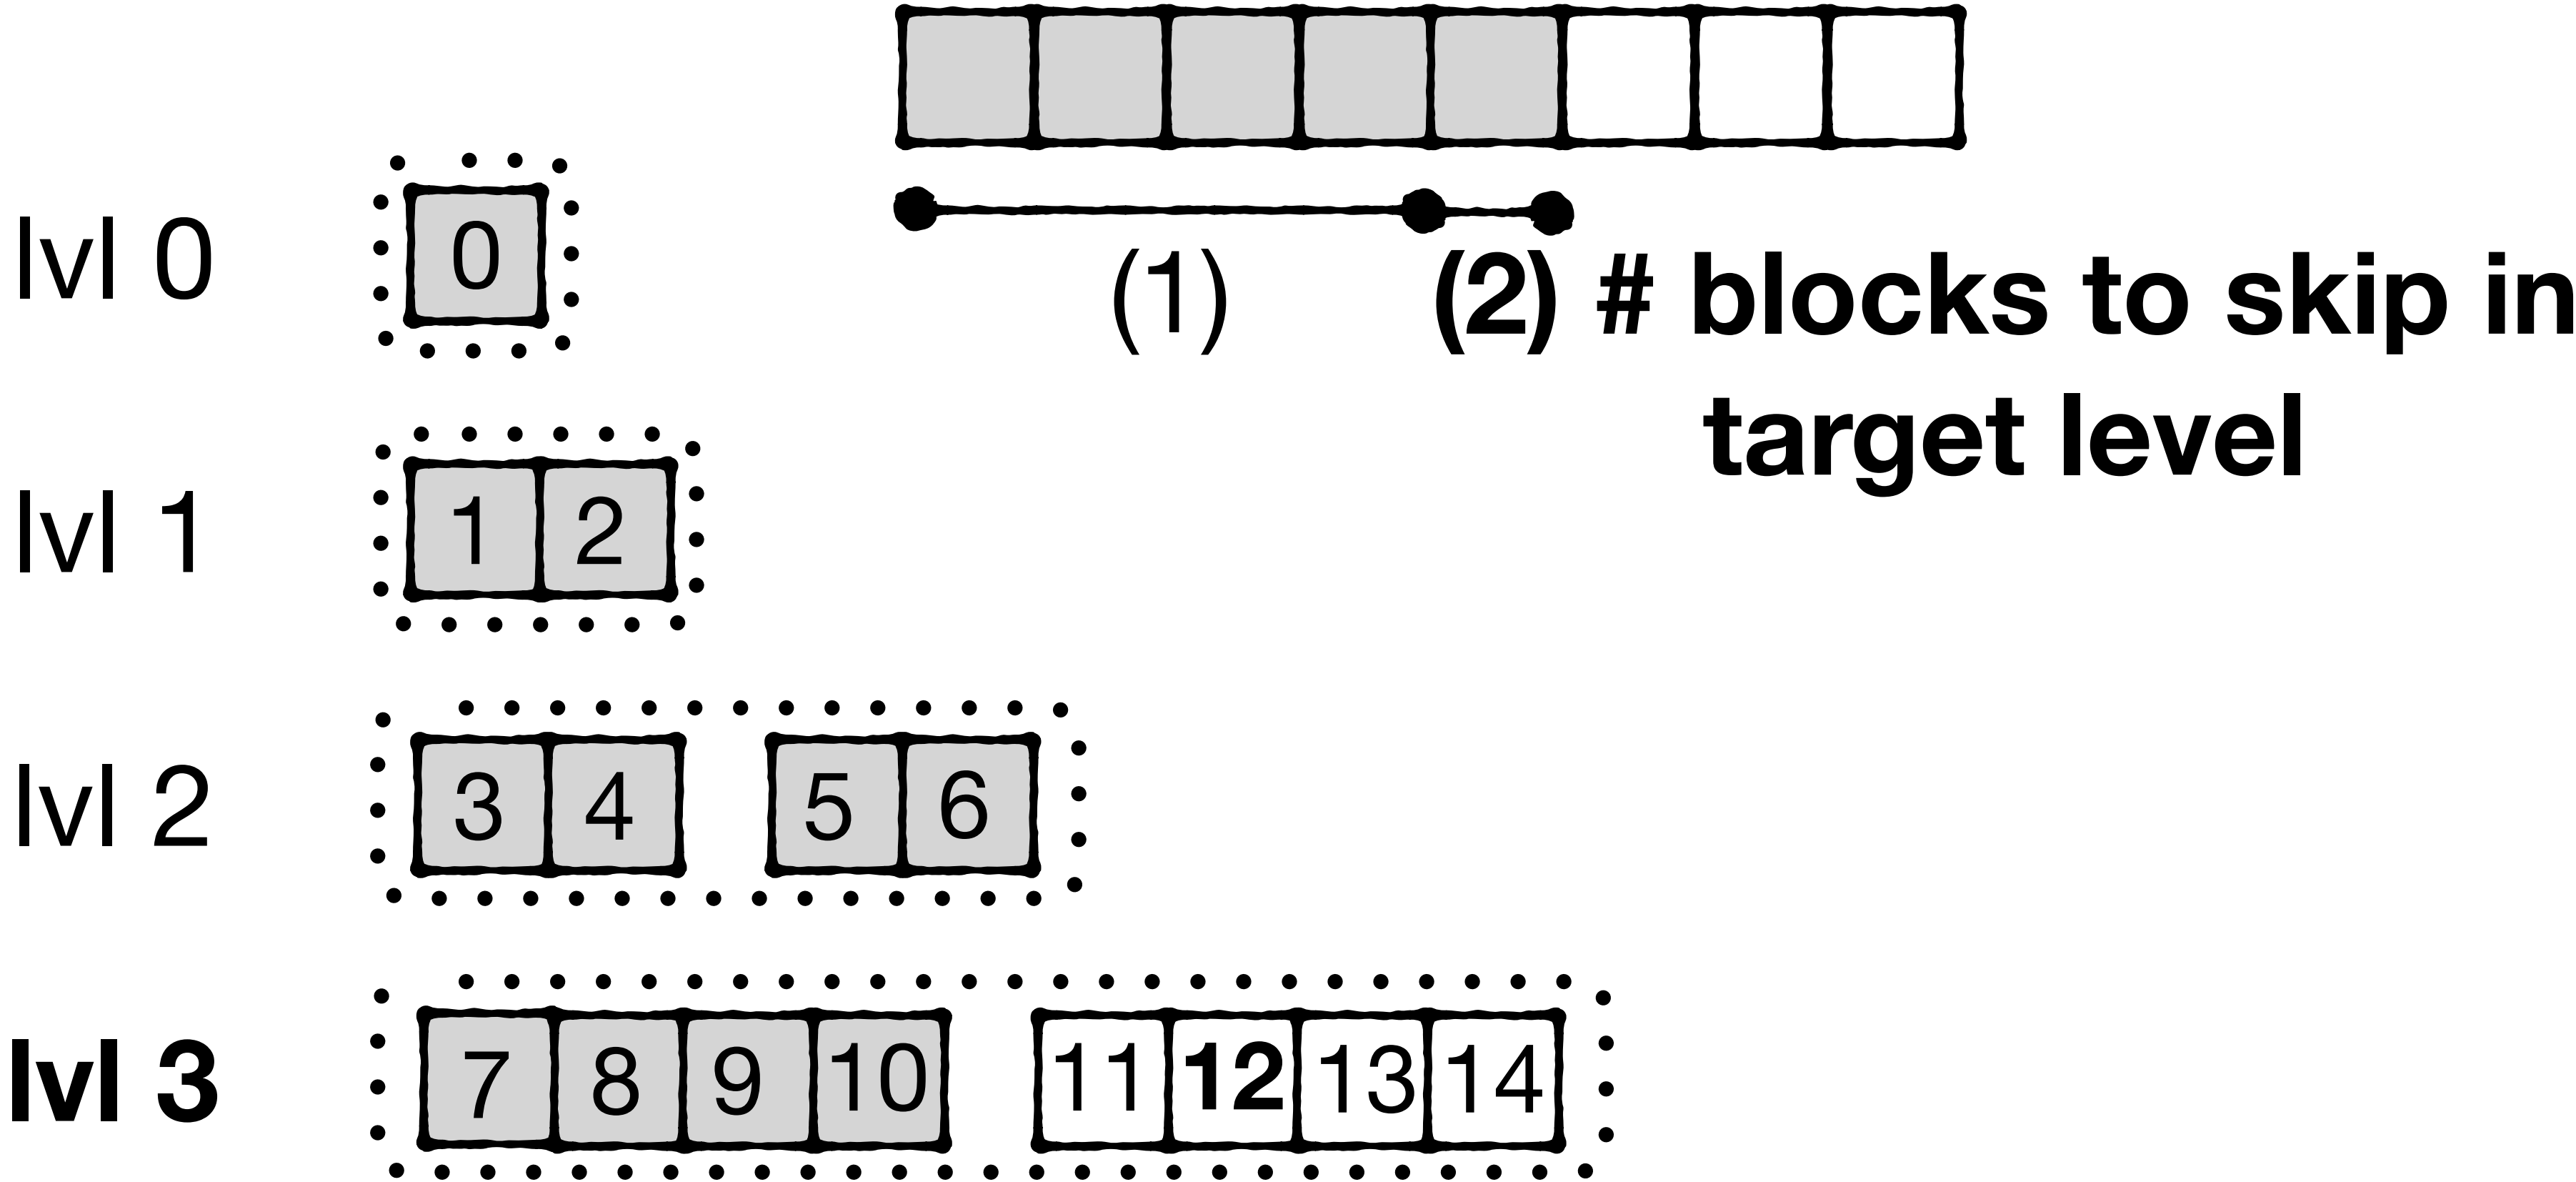 lvl 0
0
(1)
(2) # blocks to skip in
target level
lvl 1
1 2
lvl 2
3 4 5 6
lvl 3
7 8 9 10 11 12 13 14